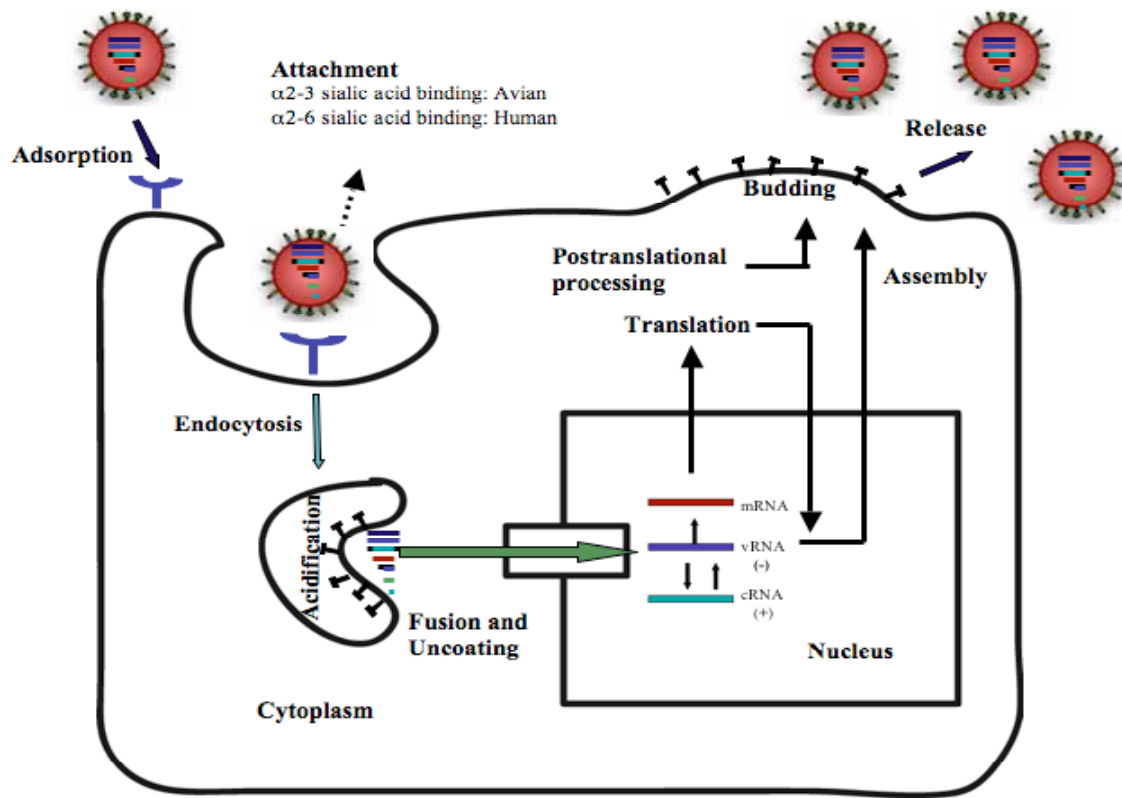 Attachment
α2-3 sialic acid binding: Avian
α2-6 sialic acid binding: Human
Adsorption
Release
Budding
Postranslational
processing
Assembly
Translation
Endocytosis
Acidification
mRNA
vRNA
(-)
cRNA
(+)
Fusion and
Uncoating
Nucleus
Cytoplasm